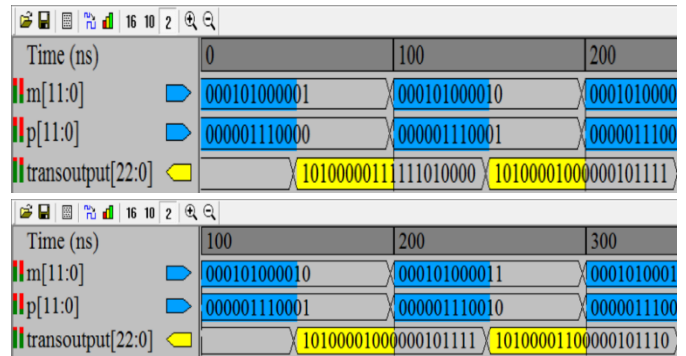 16 10 2
Time (ns) 0 100 200
m[11:0] 000101000001 000101000010 0001010000
p[11:0] 000001110000 000001110001 0000011100
transoutput[22:0] 10100000111111010000 10100001000000101111
16 10 2
Time (ns) 100 200 300
m[11:0] 000101000010 000101000011 0001010001
p[11:0] 000001110001 000001110010 0000011100
transoutput[22:0] 10100001000000101111 10100001100000101110